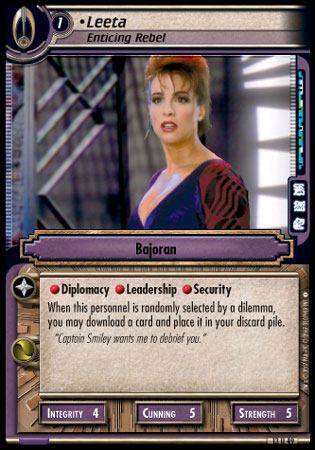 1 • Leeta
Enticing Rebel
Bajoran
Diplomacy Leadership Security
When this personnel is randomly selected by a dilemma,
you may download a card and place it in your discard pile.
"Captain Smiley wants me to debrief you."
INTEGRITY 4 CUNNING 5 STRENGTH 5